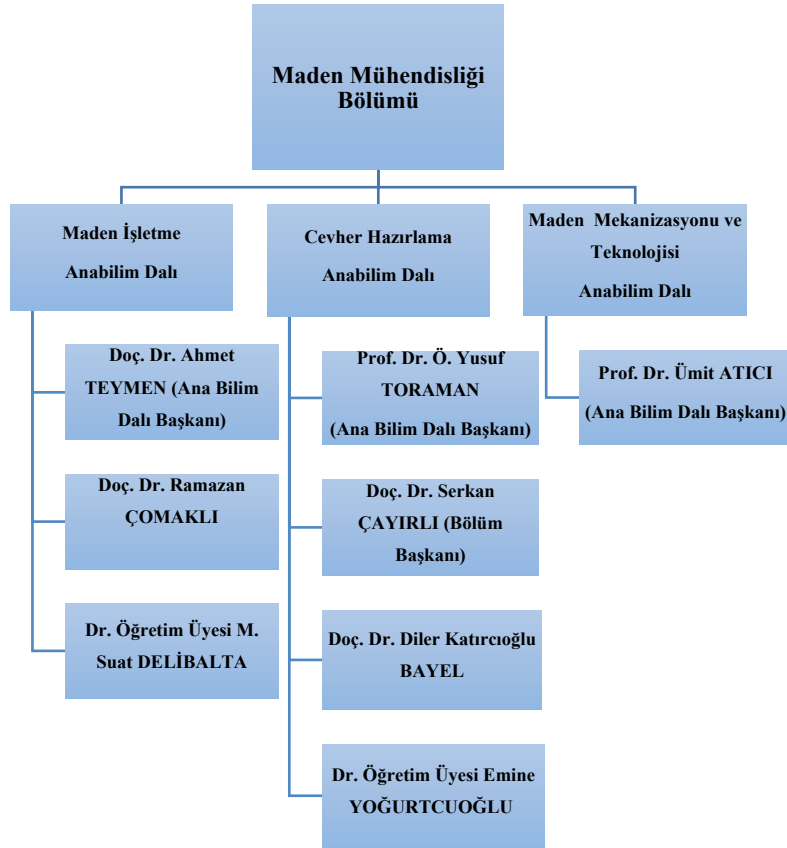 Maden Mühendisliği
Bölümü
Maden İşletme
Anabilim Dalı
Doç. Dr. Ahmet
TEYMEN (Ana Bilim
Dalı Başkanı)
Doç. Dr. Ramazan
ÇOMAKLI
Dr. Öğretim Üyesi M.
Suat DELİBALTA
Cevher Hazırlama
Anabilim Dalı
Prof. Dr. Ö. Yusuf
TORAMAN
(Ana Bilim Dalı Başkanı)
Doç. Dr. Serkan
ÇAYIRLI (Bölüm
Başkanı)
Doç. Dr. Diler Katırcıoğlu
BAYEL
Dr. Öğretim Üyesi Emine
YOĞURTCUOĞLU
Maden Mekanizasyonu ve
Teknolojisi
Anabilim Dalı
Prof. Dr. Ümit ATICI
(Ana Bilim Dalı Başkanı)